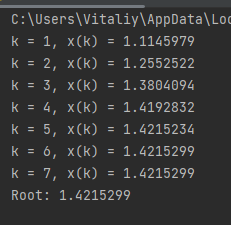 C:\Users\Vitaliy\AppData\Loc
k = 1, x(k) = 1.1145979
k = 2, x(k) = 1.2552522
k = 3, x(k) = 1.3804094
k = 4, x(k) = 1.4192832
k = 5, x(k) = 1.4215234
k = 6, x(k) = 1.4215299
k = 7, x(k) = 1.4215299
Root: 1.4215299